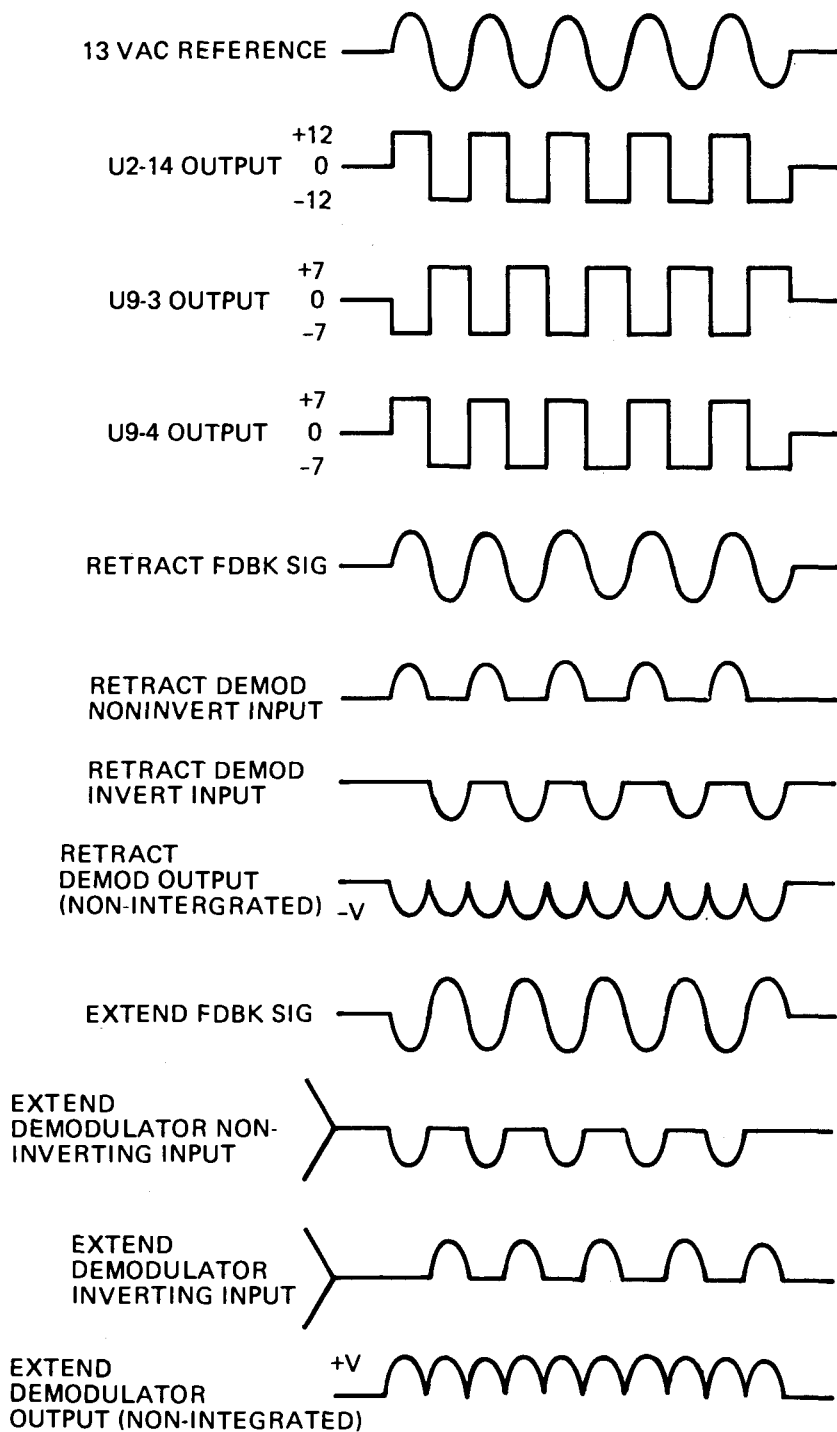 13 VAC REFERENCE
+12
U2-14 OUTPUT 0
-12
+7
U9-3 OUTPUT 0
-7
+7
U9-4 OUTPUT 0
-7
RETRACT FDBK SIG
RETRACT DEMOD
NONINVERT INPUT
RETRACT DEMOD
INVERT INPUT
RETRACT
DEMOD OUTPUT
(NON-INTERGRATED) -V
EXTEND FDBK SIG
EXTEND
DEMODULATOR NON-
INVERTING INPUT
EXTEND
DEMODULATOR
INVERTING INPUT
EXTEND +V
DEMODULATOR
OUTPUT (NON-INTEGRATED)